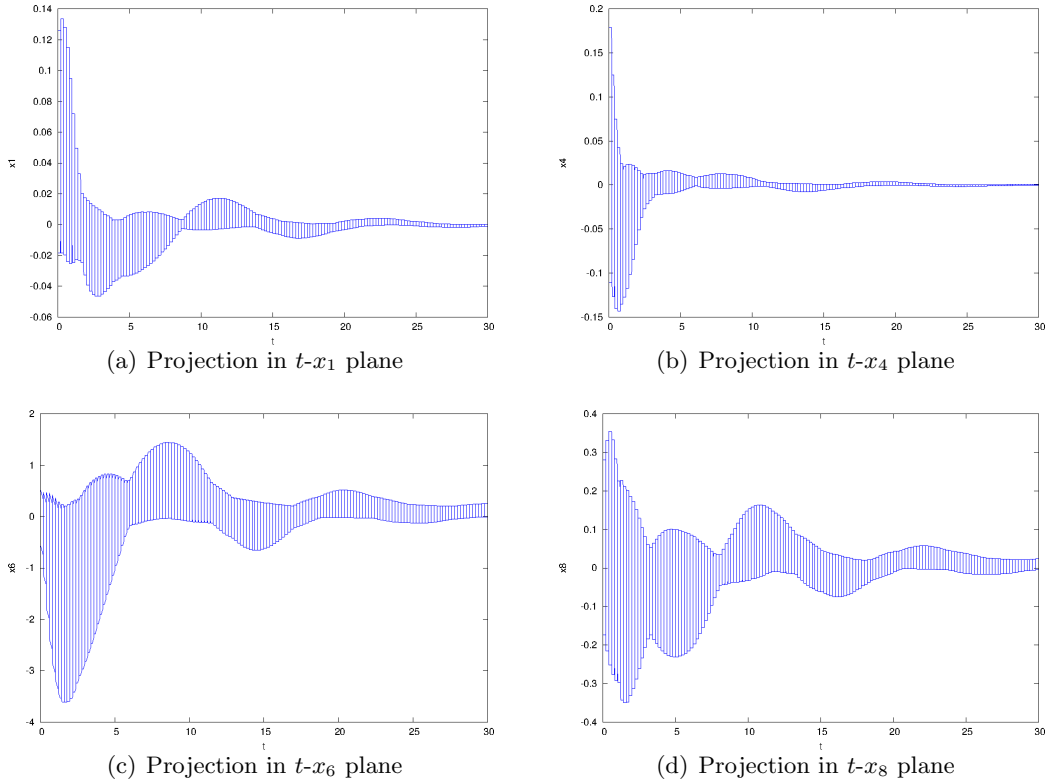 0.14
0.12
0.1
0.08
0.06
0.04
0.02
0
-0.02
-0.04
-0.06
x1
0 5 10 15 20 25 30
t
(a) Projection in t-x₁ plane
0.2
0.15
0.1
0.05
0
-0.05
-0.1
-0.15
x4
0 5 10 15 20 25 30
t
(b) Projection in t-x₄ plane
2
1
0
-1
-2
-3
-4
x6
0 5 10 15 20 25 30
t
(c) Projection in t-x₆ plane
0.4
0.3
0.2
0.1
0
-0.1
-0.2
-0.3
-0.4
x8
0 5 10 15 20 25 30
t
(d) Projection in t-x₈ plane